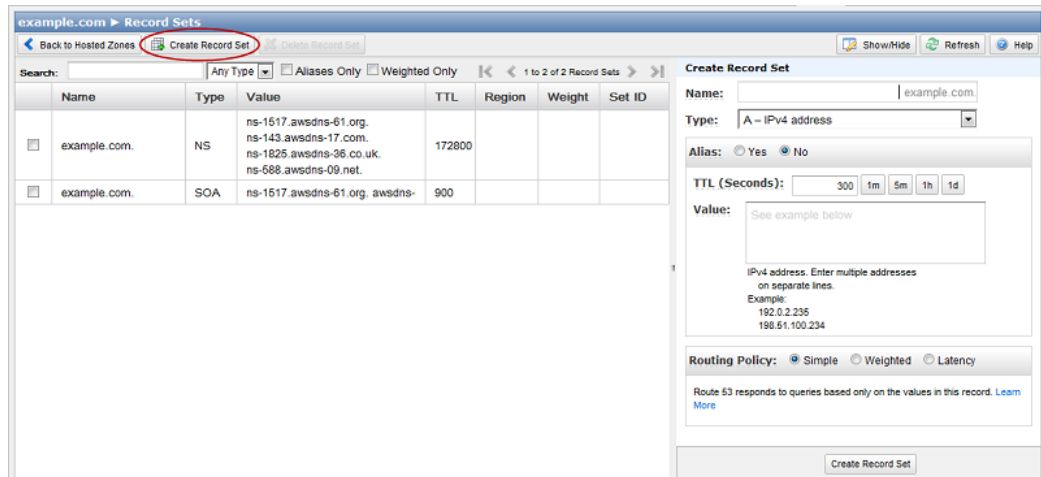 example.com ► Record Sets
Back to Hosted Zones Create Record Set Delete Record Set Show/Hide Refresh Help
Search: Any Type Aliases Only Weighted Only 1 to 2 of 2 Record Sets
Name Type Value TTL Region Weight Set ID
example.com. NS ns-1517.awsdns-61.org. 172800
ns-143.awsdns-17.com.
ns-1825.awsdns-36.co.uk.
ns-588.awsdns-09.net.
example.com. SOA ns-1517.awsdns-61.org. awsdns- 900
Create Record Set
Name: example.com.
Type: A – IPv4 address
Alias: Yes No
TTL (Seconds): 300 1m 5m 1h 1d
Value: See example below
IPv4 address. Enter multiple addresses
on separate lines.
Example:
192.0.2.235
198.51.100.234
Routing Policy: Simple Weighted Latency
Route 53 responds to queries based only on the values in this record. Learn
More
Create Record Set